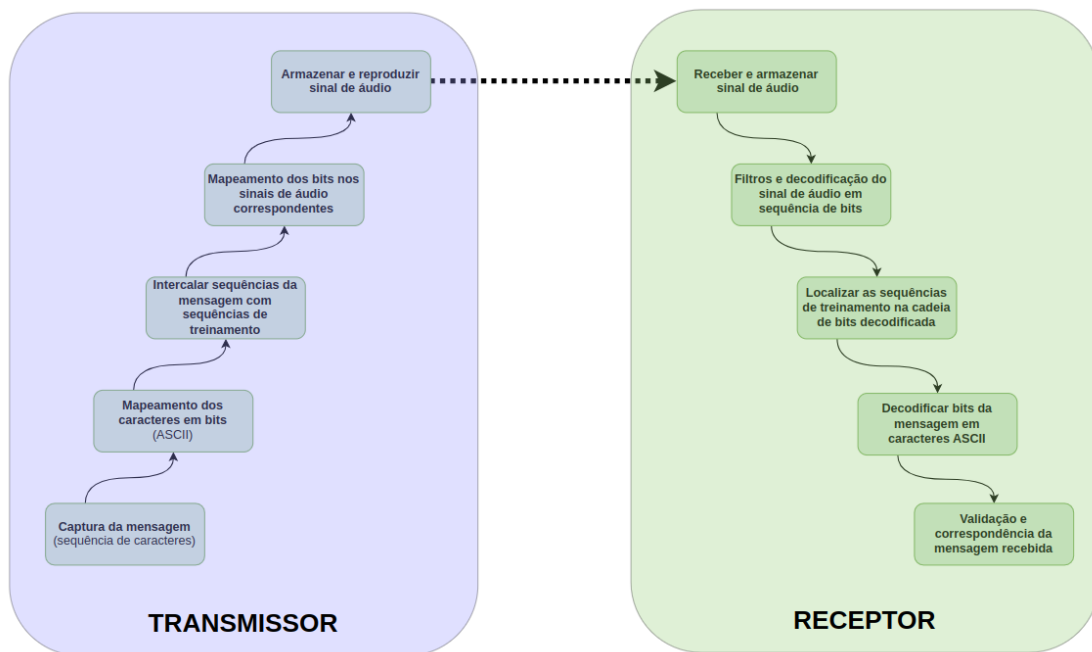 Armazenar e reproduzir
sinal de áudio
Mapeamento dos bits nos
sinais de áudio
correspondentes
Intercalar sequências da
mensagem com
sequências de
treinamento
Mapeamento dos
caracteres em bits
(ASCII)
Captura da mensagem
(sequência de caracteres)
TRANSMISSOR
Receber e armazenar
sinal de áudio
Filtros e decodificação do
sinal de áudio em
sequência de bits
Localizar as sequências
de treinamento na cadeia
de bits decodificada
Decodificar bits da
mensagem em
caracteres ASCII
Validação e
correspondência da
mensagem recebida
RECEPTOR